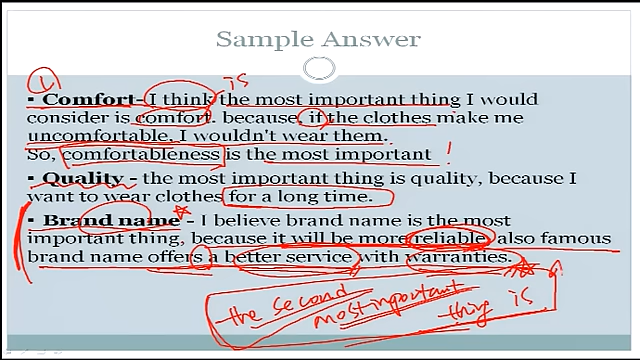 Sample Answer
1
is
▪ Comfort- I think the most important thing I would
consider is comfort. because, if the clothes make me
uncomfortable, I wouldn't wear them.
So, comfortableness is the most important !
▪ Quality - the most important thing is quality, because I
want to wear clothes for a long time.
▪ Brand name - I believe brand name is the most
important thing, because it will be more reliable also famous
brand name offers a better service with warranties.
the second most important thing is